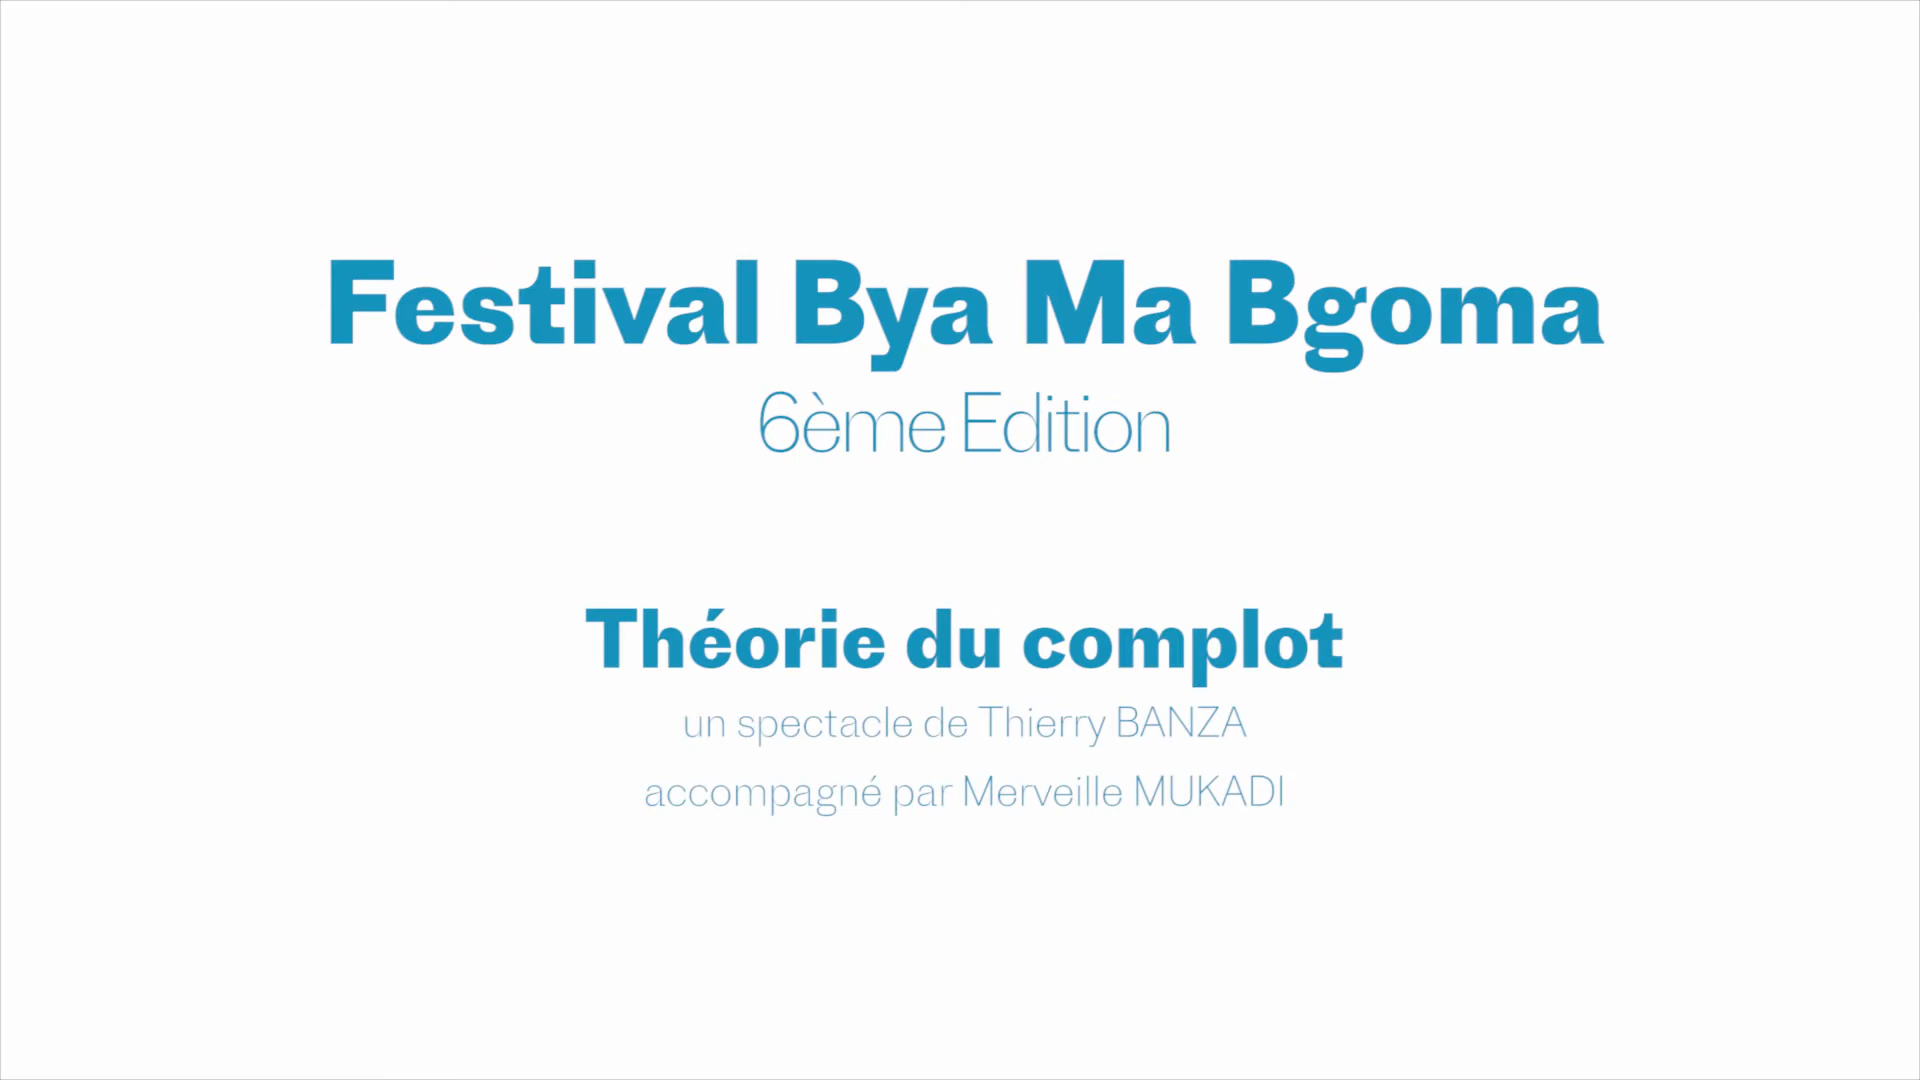 Festival Bya Ma Bgoma
6ème Edition
Théorie du complot
un spectacle de Thierry BANZA
accompagné par Merveille MUKADI